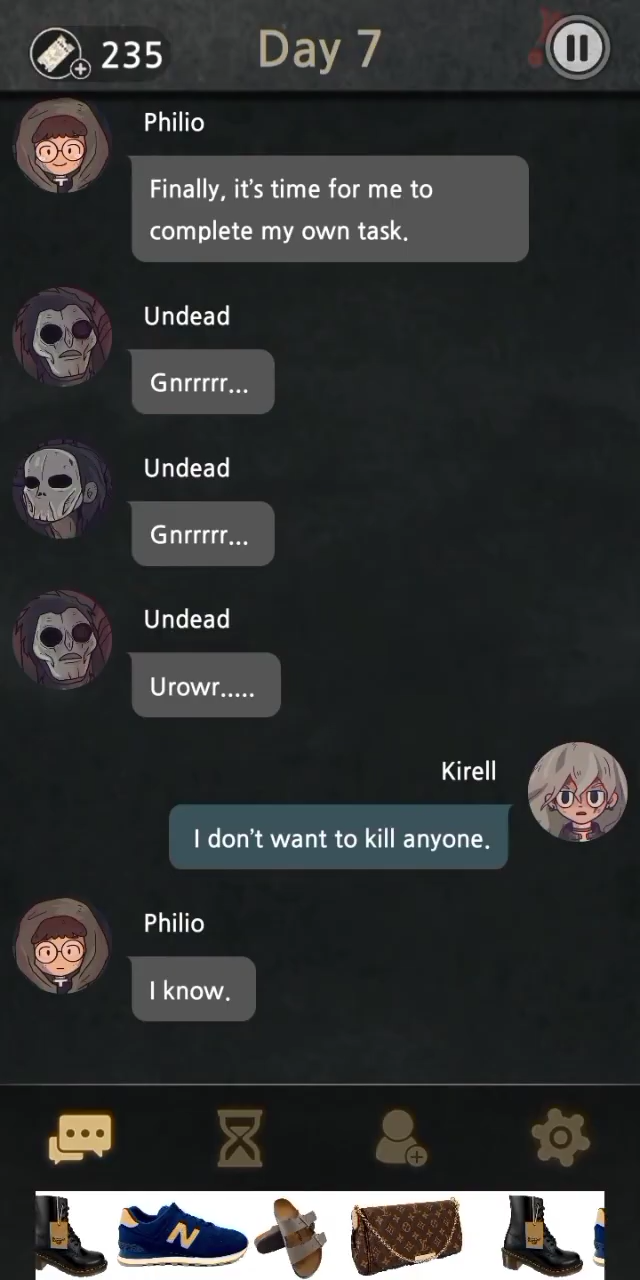 235
Day 7
Philio
Finally, it's time for me to
complete my own task.
Undead
Gnrrrrr...
Undead
Gnrrrrr...
Undead
Urowr.....
Kirell
I don't want to kill anyone.
Philio
I know.
N